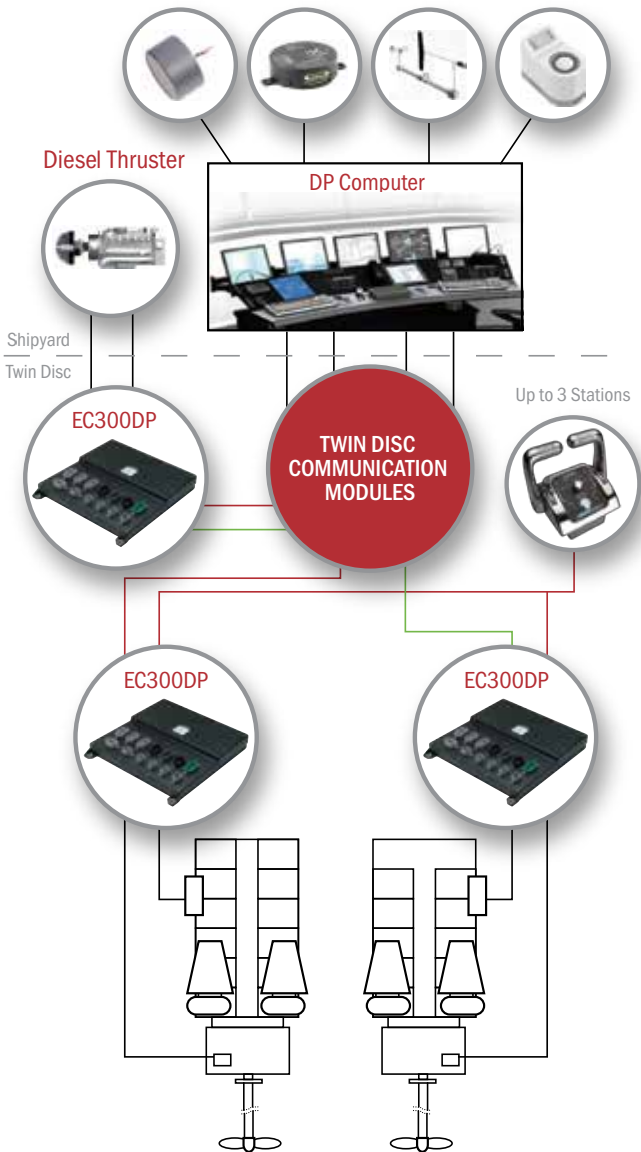 Diesel Thruster
DP Computer
Shipyard
Twin Disc
EC300DP
TWIN DISC
COMMUNICATION
MODULES
Up to 3 Stations
EC300DP
EC300DP